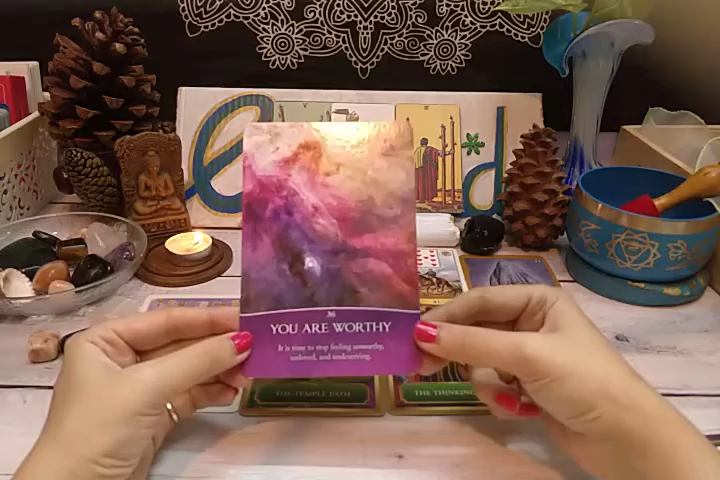 e
d
36
YOU ARE WORTHY
It is time to stop feeling unworthy,
unloved, and undeserving.
THE TEMPLE PATH
THE THINKING